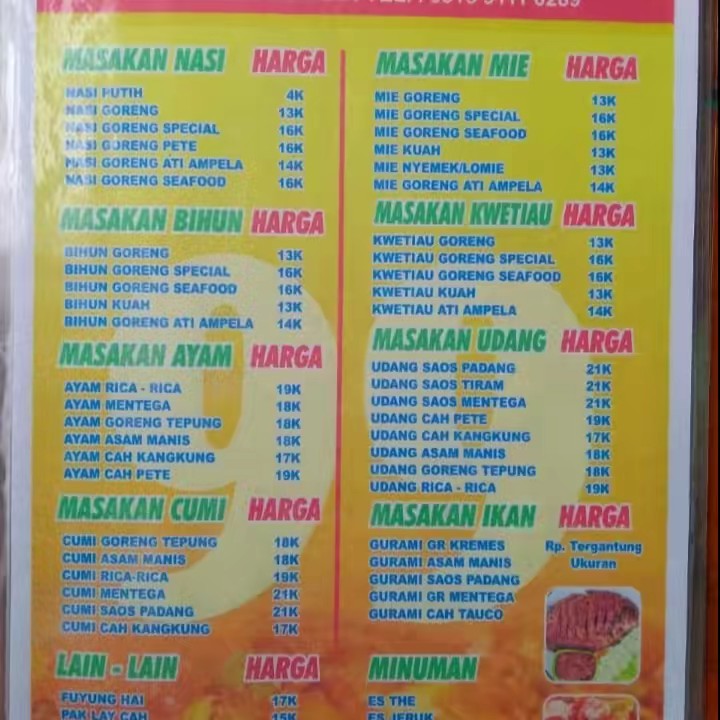 MASAKAN NASI HARGA
NASI PUTIH 4K
NASI GORENG 13K
NASI GORENG SPECIAL 16K
NASI GORENG PETE 16K
NASI GORENG ATI AMPELA 14K
NASI GORENG SEAFOOD 16K
MASAKAN BIHUN HARGA
BIHUN GORENG 13K
BIHUN GORENG SPECIAL 16K
BIHUN GORENG SEAFOOD 16K
BIHUN KUAH 13K
BIHUN GORENG ATI AMPELA 14K
MASAKAN AYAM HARGA
AYAM RICA - RICA 19K
AYAM MENTEGA 18K
AYAM GORENG TEPUNG 18K
AYAM ASAM MANIS 18K
AYAM CAH KANGKUNG 17K
AYAM CAH PETE 19K
MASAKAN CUMI HARGA
CUMI GORENG TEPUNG 18K
CUMI ASAM MANIS 18K
CUMI RICA-RICA 19K
CUMI MENTEGA 21K
CUMI SAOS PADANG 21K
CUMI CAH KANGKUNG 17K
LAIN - LAIN HARGA
FUYUNG HAI 17K
PAK LAY CAH 15K
MASAKAN MIE HARGA
MIE GORENG 13K
MIE GORENG SPECIAL 16K
MIE GORENG SEAFOOD 16K
MIE KUAH 13K
MIE NYEMEK/LOMIE 13K
MIE GORENG ATI AMPELA 14K
MASAKAN KWETIAU HARGA
KWETIAU GORENG 13K
KWETIAU GORENG SPECIAL 16K
KWETIAU GORENG SEAFOOD 16K
KWETIAU KUAH 13K
KWETIAU ATI AMPELA 14K
MASAKAN UDANG HARGA
UDANG SAOS PADANG 21K
UDANG SAOS TIRAM 21K
UDANG SAOS MENTEGA 21K
UDANG CAH PETE 19K
UDANG CAH KANGKUNG 17K
UDANG ASAM MANIS 18K
UDANG GORENG TEPUNG 18K
UDANG RICA - RICA 19K
MASAKAN IKAN HARGA
GURAMI GR KREMES Rp. Tergantung
GURAMI ASAM MANIS Ukuran
GURAMI SAOS PADANG
GURAMI GR MENTEGA
GURAMI CAH TAUCO
MINUMAN
ES THE
ES JERUK
99